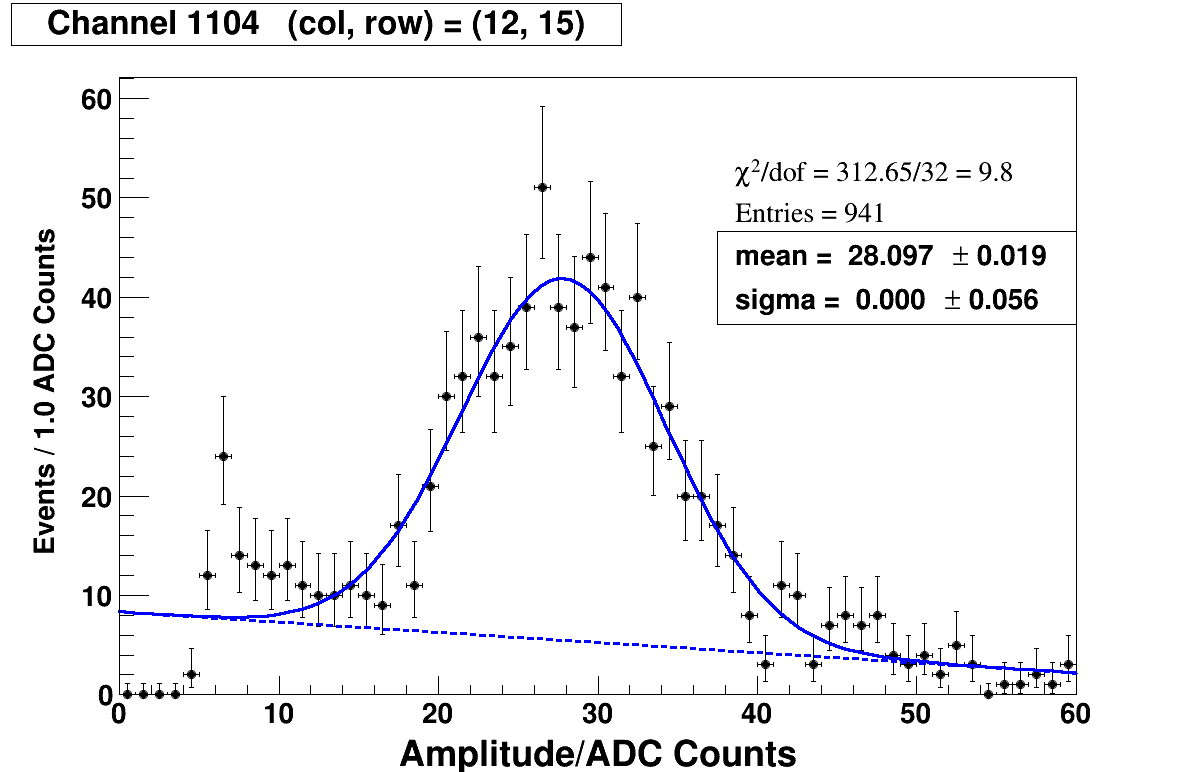 Channel 1104 (col, row) = (12, 15)
60
50
40
30
20
10
0
Events / 1.0 ADC Counts
χ²/dof = 312.65/32 = 9.8
Entries = 941
mean = 28.097 ± 0.019
sigma = 0.000 ± 0.056
0 10 20 30 40 50 60
Amplitude/ADC Counts